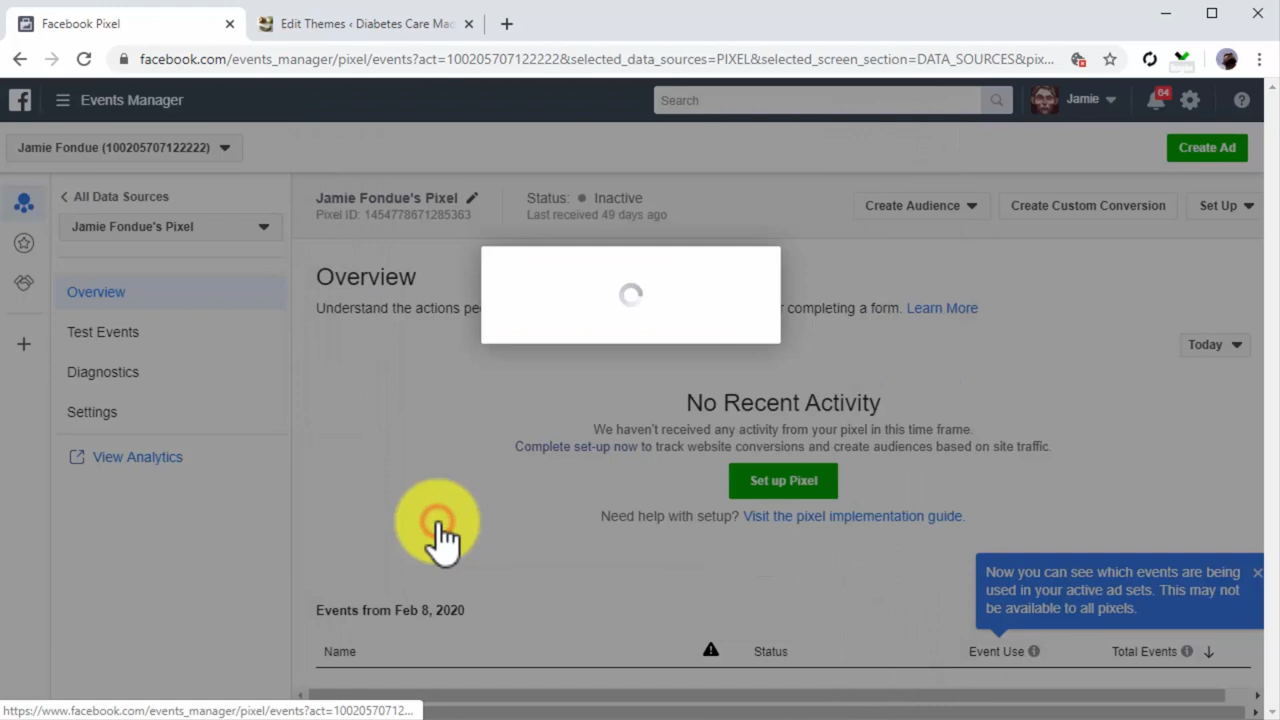 Facebook Pixel
Edit Themes ‹ Diabetes Care Mac
facebook.com/events_manager/pixel/events?act=100205707122222&selected_data_sources=PIXEL&selected_screen_section=DATA_SOURCES&pix...
Events Manager
Search
Jamie
64
Jamie Fondue (100205707122222)
Create Ad
All Data Sources
Jamie Fondue's Pixel
Overview
Test Events
Diagnostics
Settings
View Analytics
Jamie Fondue's Pixel
Pixel ID: 1454778671285363
Status: Inactive
Last received 49 days ago
Create Audience
Create Custom Conversion
Set Up
Overview
Understand the actions pe
r completing a form. Learn More
Today
No Recent Activity
We haven't received any activity from your pixel in this time frame.
Complete set-up now to track website conversions and create audiences based on site traffic.
Set up Pixel
Need help with setup? Visit the pixel implementation guide.
Now you can see which events are being
used in your active ad sets. This may not
be available to all pixels.
Events from Feb 8, 2020
Name
Status
Event Use
Total Events
https://www.facebook.com/events_manager/pixel/events?act=10020570712...